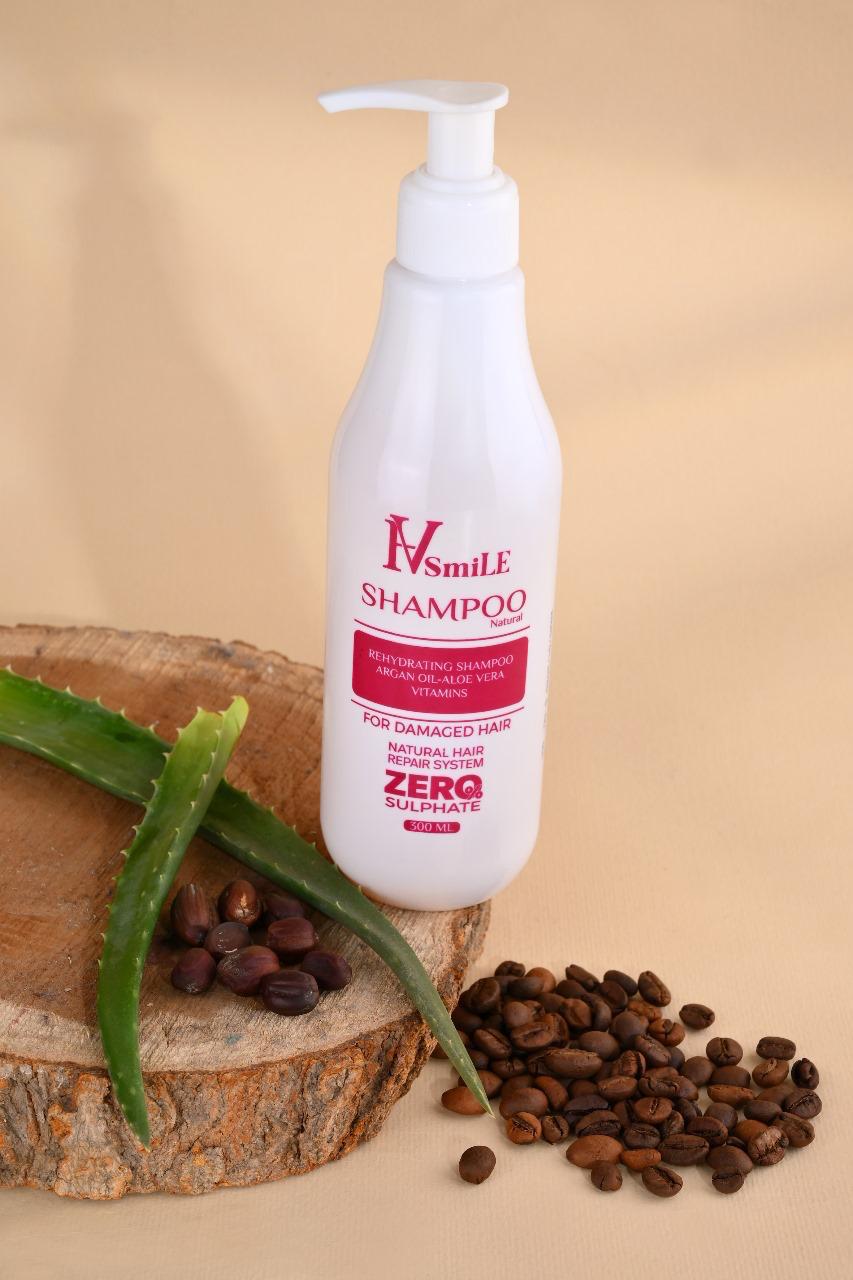 V SmiLE
SHAMPOO
Natural
REHYDRATING SHAMPOO
ARGAN OIL-ALOE VERA
VITAMINS
FOR DAMAGED HAIR
NATURAL HAIR
REPAIR SYSTEM
ZERO%
SULPHATE
300 ML